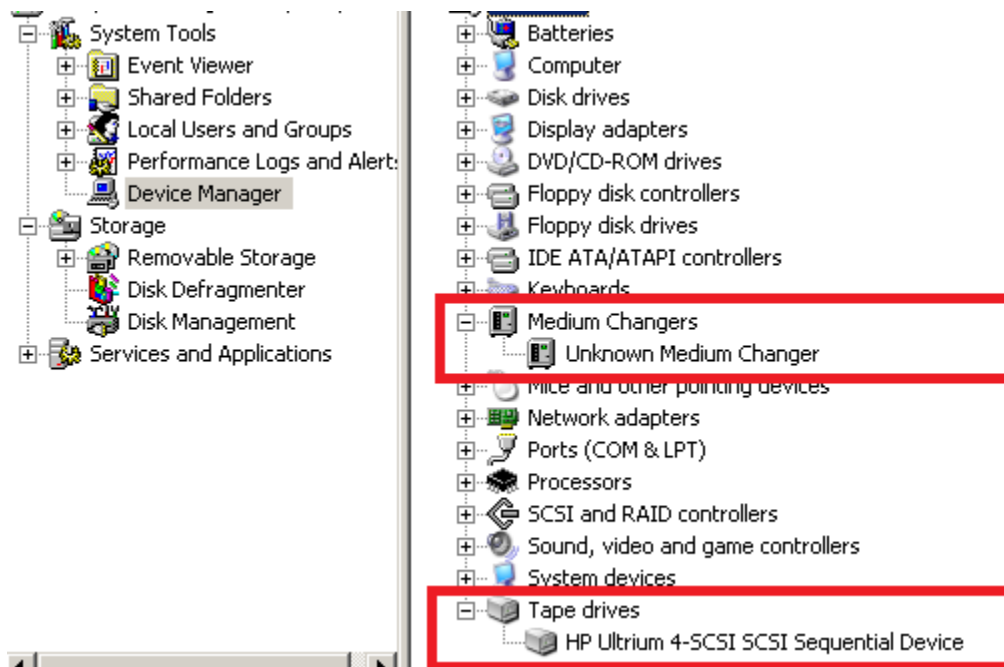 System Tools
Event Viewer
Shared Folders
Local Users and Groups
Performance Logs and Alert
Device Manager
Storage
Removable Storage
Disk Defragmenter
Disk Management
Services and Applications
Batteries
Computer
Disk drives
Display adapters
DVD/CD-ROM drives
Floppy disk controllers
Floppy disk drives
IDE ATA/ATAPI controllers
Keyboards
Medium Changers
Unknown Medium Changer
Mice and other pointing devices
Network adapters
Ports (COM & LPT)
Processors
SCSI and RAID controllers
Sound, video and game controllers
System devices
Tape drives
HP Ultrium 4-SCSI SCSI Sequential Device